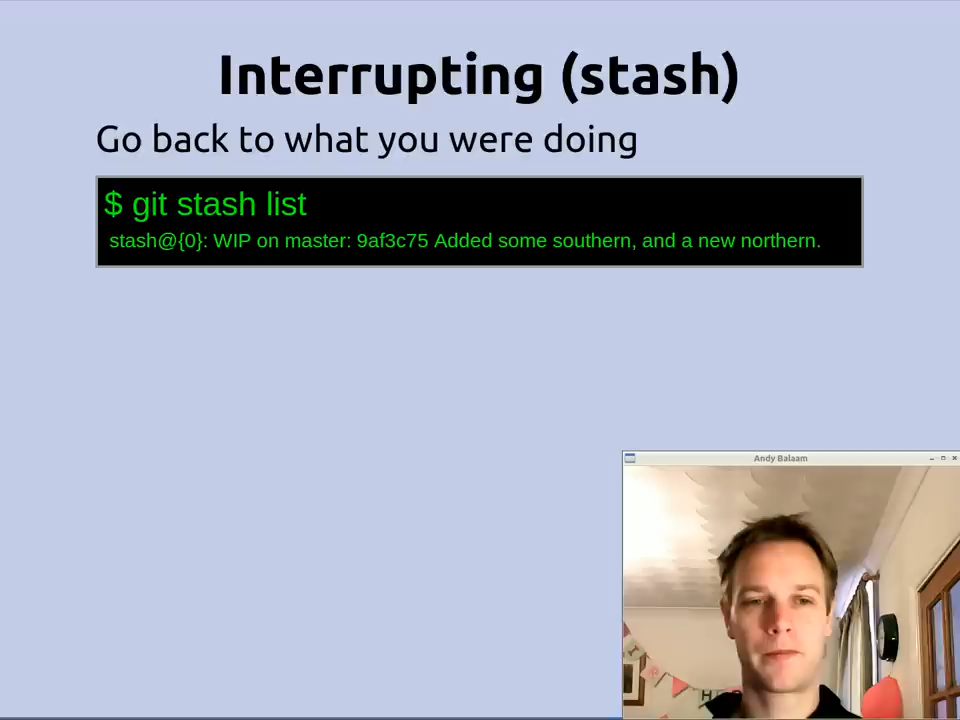 Interrupting (stash)
Go back to what you were doing
$ git stash list
stash@{0}: WIP on master: 9af3c75 Added some southern, and a new northern.
Andy Balaam